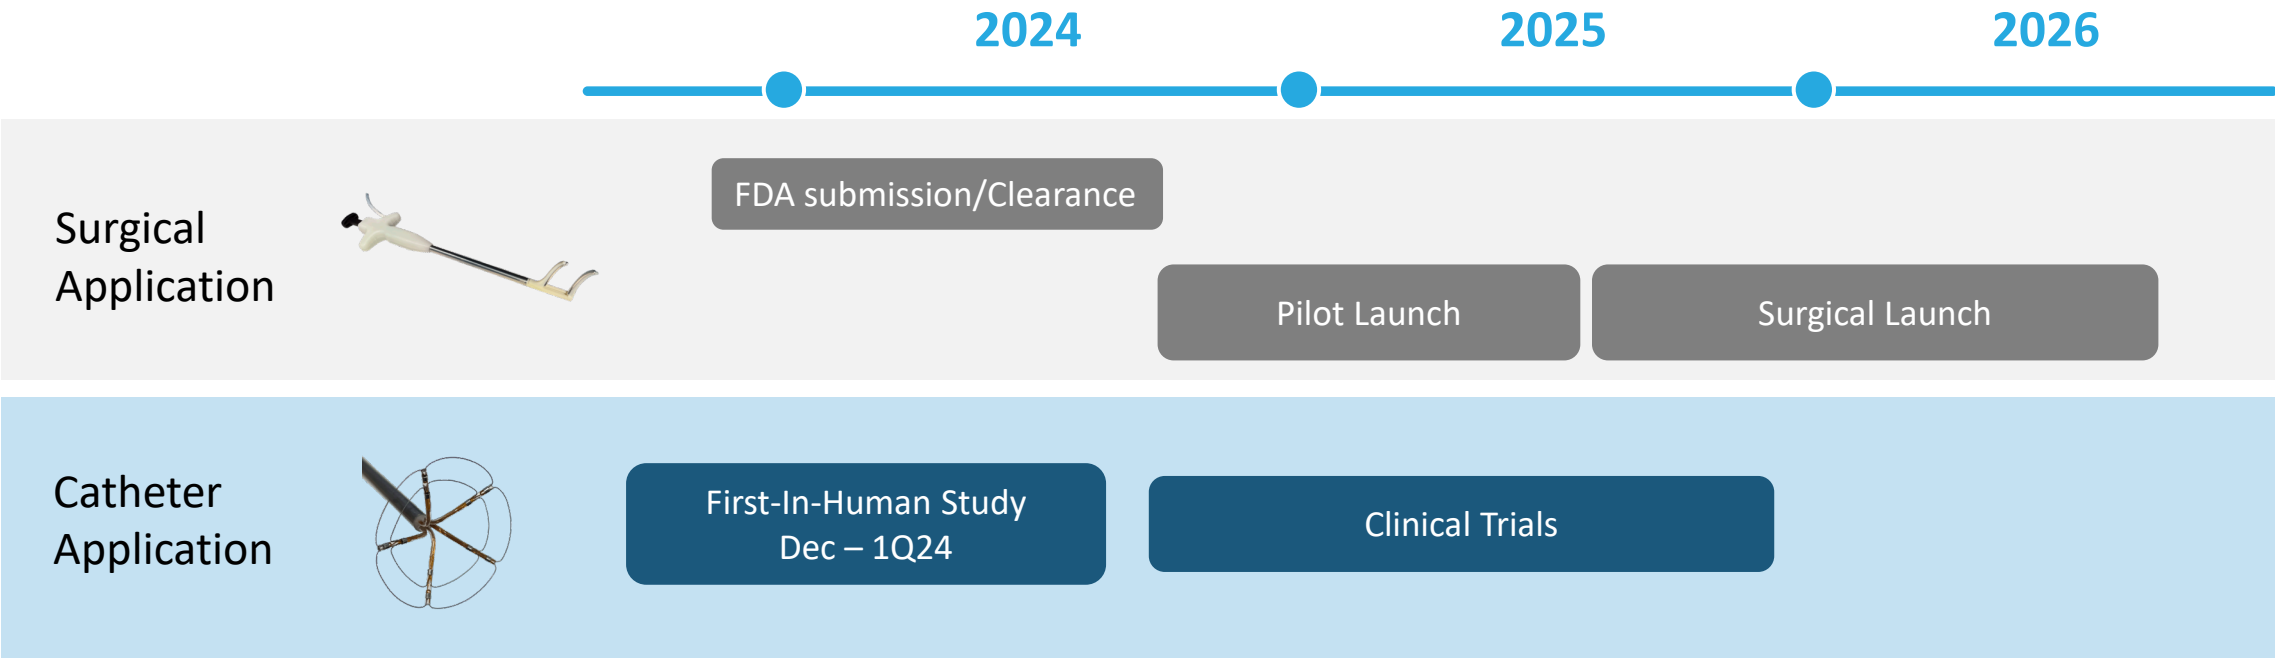 2024
2025
2026
Surgical
Application
FDA submission/Clearance
Pilot Launch
Surgical Launch
Catheter
Application
First-In-Human Study
Dec – 1Q24
Clinical Trials